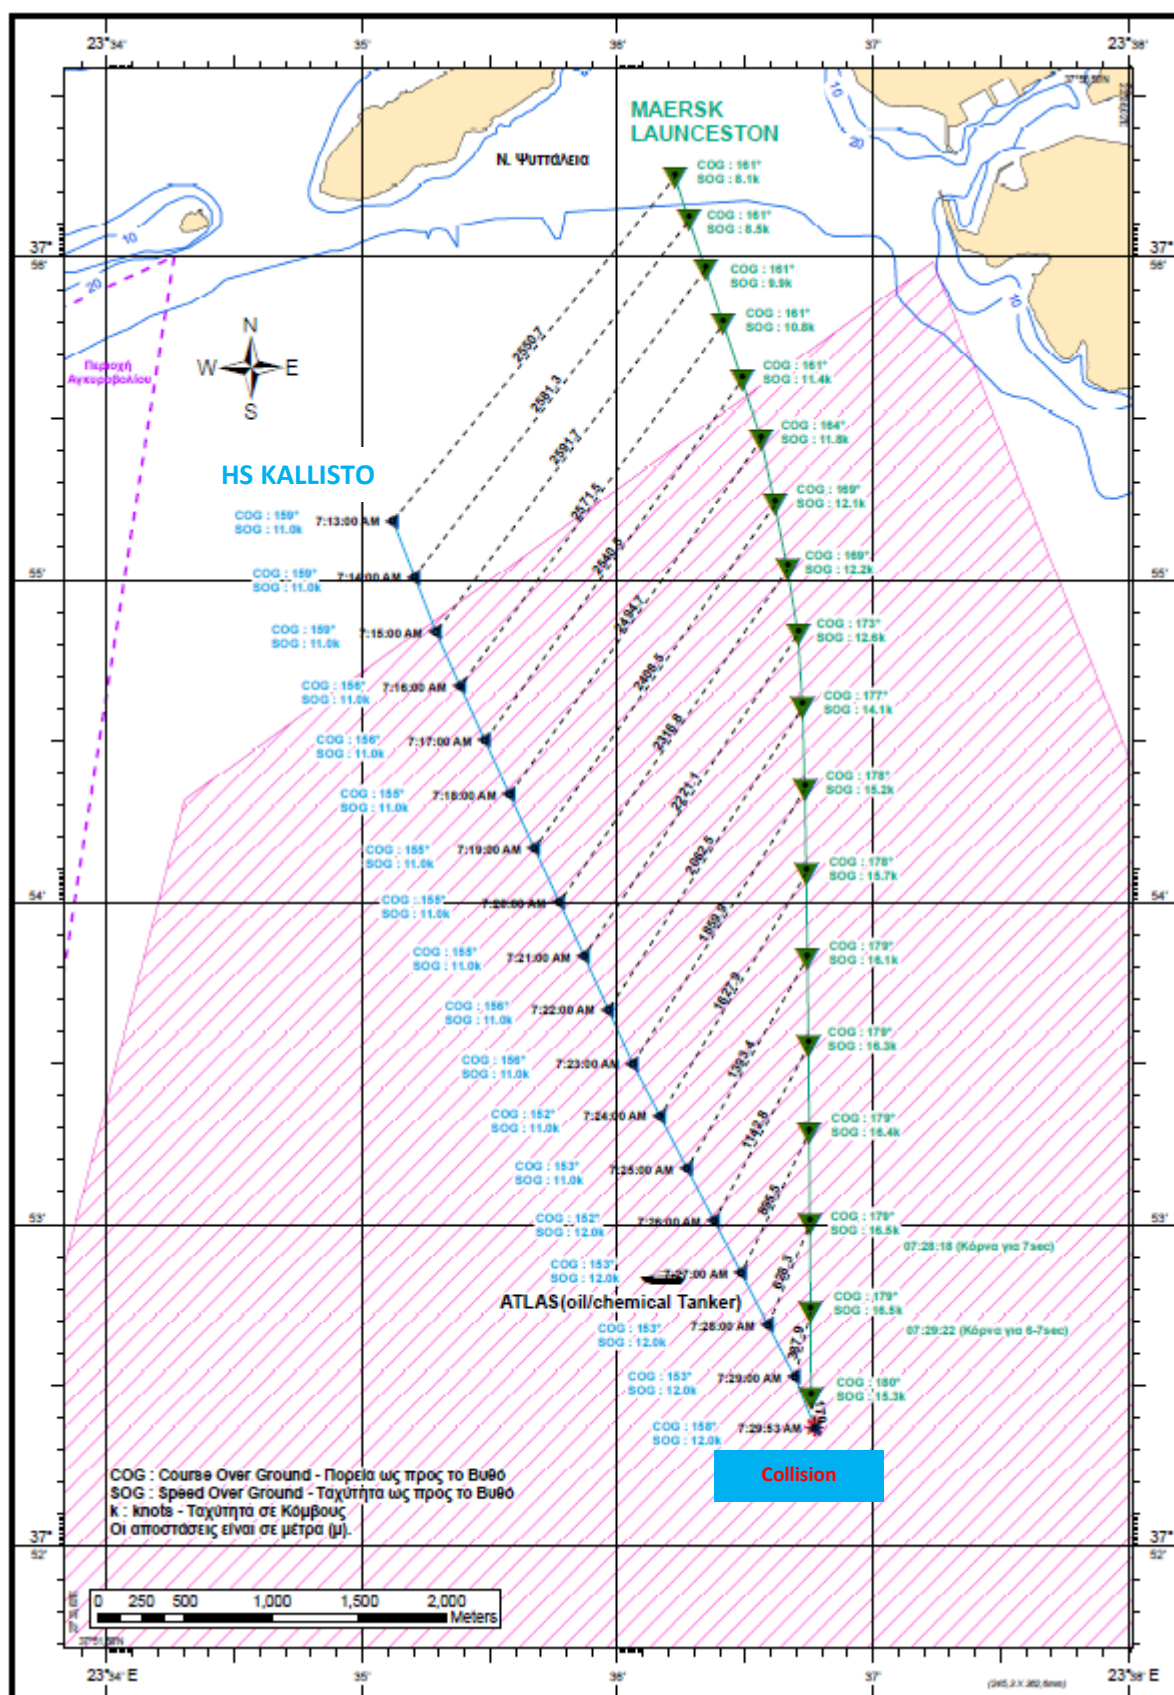 23° 34'
35'
36'
37'
23° 38'
37°56,58'N
10
20
MAERSK
LAUNCESTON
Ν. Ψυττάλεια
10
20
10
37°
56'
37°
56'
N
W E
S
Περιοχή
Αγκυροβολίου
HS KALLISTO
COG : 161°
SOG : 8.1k
COG : 161°
SOG : 8.5k
COG : 161°
SOG : 9.9k
COG : 161°
SOG : 10.8k
COG : 161°
SOG : 11.4k
COG : 164°
SOG : 11.8k
COG : 169°
SOG : 12.1k
COG : 169°
SOG : 12.2k
COG : 173°
SOG : 12.6k
COG : 177°
SOG : 14.1k
COG : 178°
SOG : 15.2k
COG : 178°
SOG : 15.7k
COG : 179°
SOG : 16.1k
COG : 179°
SOG : 16.3k
COG : 179°
SOG : 16.4k
COG : 179°
SOG : 16.5k
07:28:18 (Κόρνα για 7sec)
COG : 179°
SOG : 16.5k
07:29:22 (Κόρνα για 6-7sec)
COG : 180°
SOG : 15.3k
2550.7
2581.3
2591.7
2571.5
2540.5
2494.7
2408.5
2316.8
2221.1
2062.5
1859.9
1627.9
1393.4
1142.8
895.5
628.3
387.9
COG : 159°
SOG : 11.0k
7:13:00 AM
COG : 159°
SOG : 11.0k
7:14:00 AM
COG : 159°
SOG : 11.0k
7:15:00 AM
COG : 156°
SOG : 11.0k
7:16:00 AM
COG : 156°
SOG : 11.0k
7:17:00 AM
COG : 155°
SOG : 11.0k
7:18:00 AM
COG : 155°
SOG : 11.0k
7:19:00 AM
COG : 155°
SOG : 11.0k
7:20:00 AM
COG : 155°
SOG : 11.0k
7:21:00 AM
COG : 156°
SOG : 11.0k
7:22:00 AM
COG : 156°
SOG : 11.0k
7:23:00 AM
COG : 152°
SOG : 11.0k
7:24:00 AM
COG : 153°
SOG : 11.0k
7:25:00 AM
COG : 152°
SOG : 12.0k
7:26:00 AM
COG : 153°
SOG : 12.0k
7:27:00 AM
ATLAS(oil/chemical Tanker)
COG : 153°
SOG : 12.0k
7:28:00 AM
COG : 153°
SOG : 12.0k
7:29:00 AM
COG : 158°
SOG : 12.0k
7:29:53 AM
Collision
55'
55'
54'
54'
53'
53'
37°
52'
52'
COG : Course Over Ground - Πορεία ως προς το Βυθό
SOG : Speed Over Ground - Ταχύτητα ως προς το Βυθό
k : knots - Ταχύτητα σε Κόμβους
Οι αποστάσεις είναι σε μέτρα (μ).
0 250 500 1,000 1,500 2,000
Meters
23° 34' E
35'
36'
37'
23° 38' E